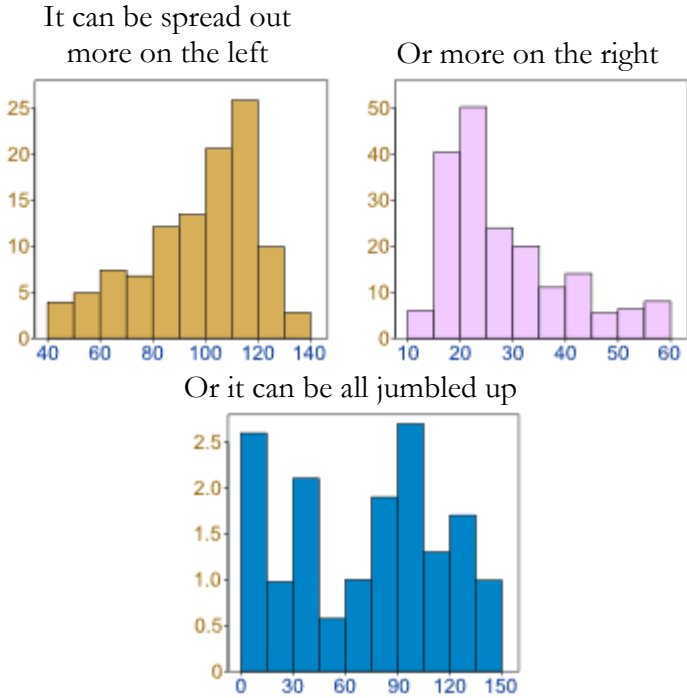 It can be spread out
more on the left
Or more on the right
25
20
15
10
5
0
40 60 80 100 120 140
50
40
30
20
10
0
10 20 30 40 50 60
Or it can be all jumbled up
2.5
2.0
1.5
1.0
0.5
0
0 30 60 90 120 150